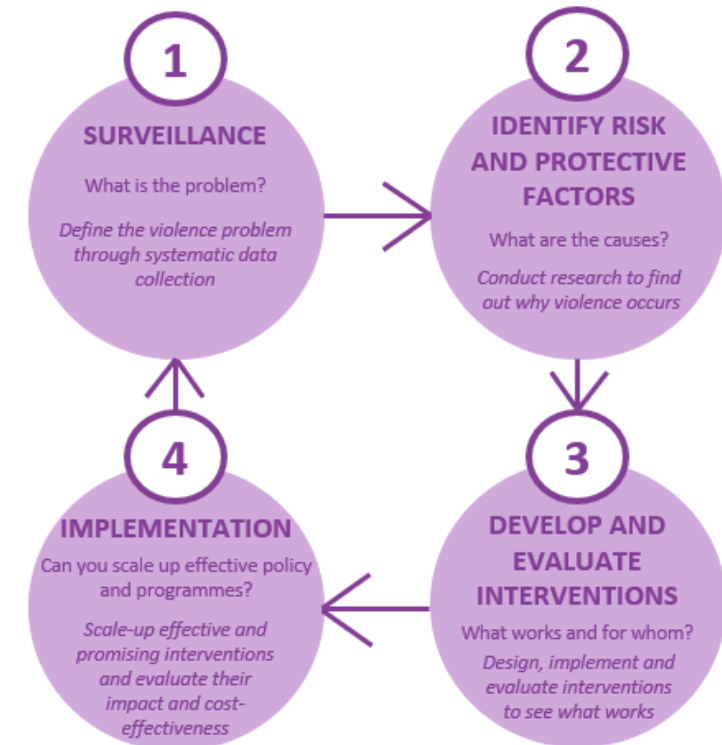 1
SURVEILLANCE
What is the problem?
Define the violence problem
through systematic data
collection
2
IDENTIFY RISK
AND PROTECTIVE
FACTORS
What are the causes?
Conduct research to find
out why violence occurs
3
DEVELOP AND
EVALUATE
INTERVENTIONS
What works and for whom?
Design, implement and
evaluate interventions
to see what works
4
IMPLEMENTATION
Can you scale up effective policy
and programmes?
Scale-up effective and
promising interventions
and evaluate their
impact and cost-
effectiveness